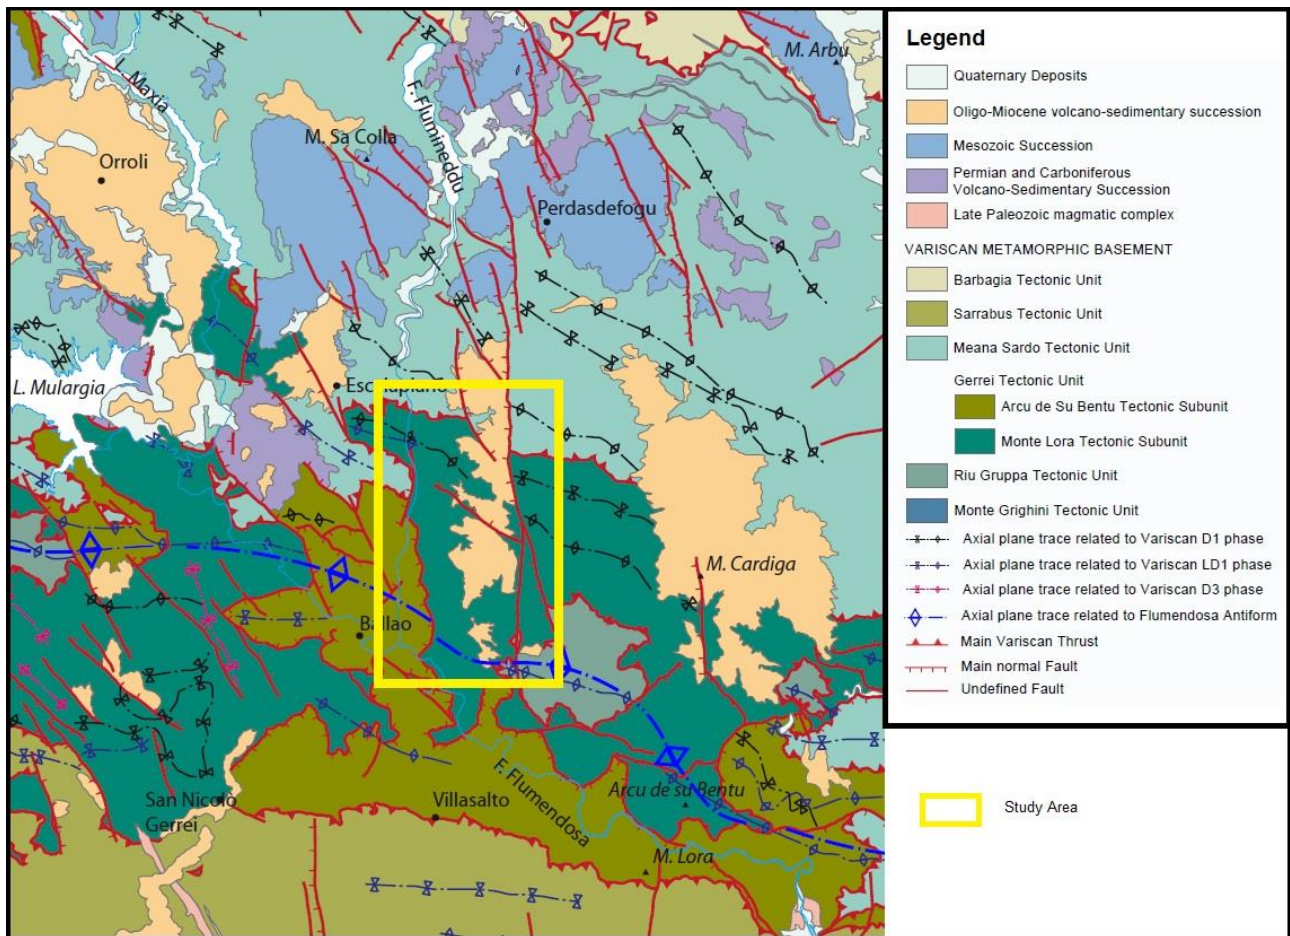 M. Arbu
L. Maxia
F. Flumineddu
M. Sa Colla
Orroli
Perdasdefogu
Escalaplano
L. Mulargia
M. Cardiga
Ballao
San Nicolò
Gerrei
Villasalto
F. Flumendosa
Arcu de su Bentu
M. Lora
Legend
Quaternary Deposits
Oligo-Miocene volcano-sedimentary succession
Mesozoic Succession
Permian and Carboniferous
Volcano-Sedimentary Succession
Late Paleozoic magmatic complex
VARISCAN METAMORPHIC BASEMENT
Barbagia Tectonic Unit
Sarrabus Tectonic Unit
Meana Sardo Tectonic Unit
Gerrei Tectonic Unit
Arcu de Su Bentu Tectonic Subunit
Monte Lora Tectonic Subunit
Riu Gruppa Tectonic Unit
Monte Grighini Tectonic Unit
Axial plane trace related to Variscan D1 phase
Axial plane trace related to Variscan LD1 phase
Axial plane trace related to Variscan D3 phase
Axial plane trace related to Flumendosa Antiform
Main Variscan Thrust
Main normal Fault
Undefined Fault
Study Area